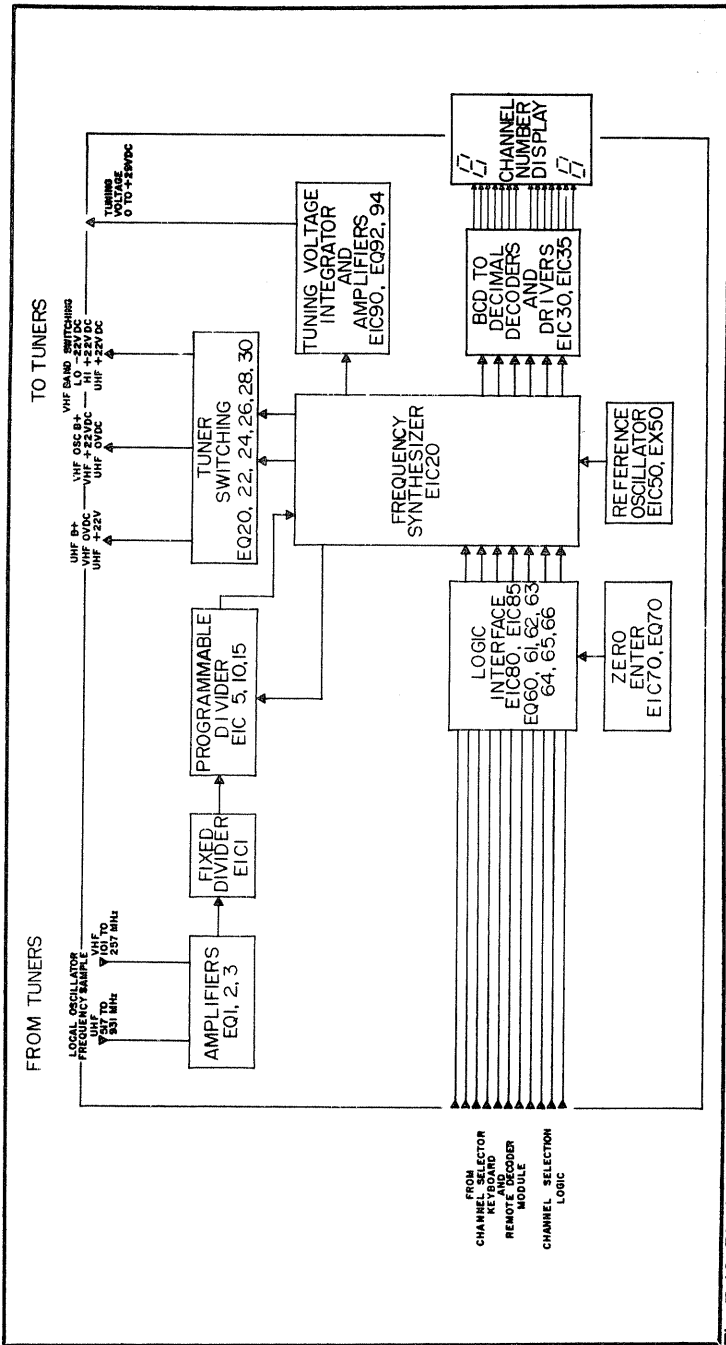 FROM TUNERS
TO TUNERS
LOCAL OSCILLATOR
FREQUENCY SAMPLE
UHF
517 TO
931 MHz
VHF
101 TO
257 MHz
UHF B+
VHF 0VDC
UHF +22V
VHF OSC B+
VHF +22VDC
UHF 0VDC
VHF BAND SWITCHING
LO -22VDC
HI +22VDC
UHF +22VDC
TUNING
VOLTAGE
0 TO +29VDC
AMPLIFIERS
EQ1, 2, 3
FIXED
DIVIDER
EIC1
PROGRAMMABLE
DIVIDER
EIC 5, 10, 15
TUNER
SWITCHING
EQ20, 22, 24, 26, 28, 30
TUNING VOLTAGE
INTEGRATOR
AND
AMPLIFIERS
EIC90, EQ92, 94
FROM
CHANNEL SELECTOR
KEYBOARD
AND
REMOTE DECODER
MODULE
CHANNEL SELECTION
LOGIC
LOGIC
INTERFACE
EIC80, EIC85
EQ60, 61, 62, 63
64, 65, 66
FREQUENCY
SYNTHESIZER
EIC20
BCD TO
DECIMAL
DECODERS
AND
DRIVERS
EIC30, EIC35
8
CHANNEL
NUMBER
DISPLAY
8
ZERO
ENTER
EIC70, EQ70
REFERENCE
OSCILLATOR
EIC50, EX50